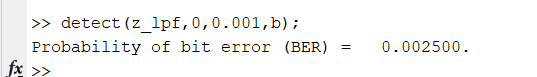 >> detect(z_lpf,0,0.001,b);
Probability of bit error (BER) =   0.002500.
fx >>